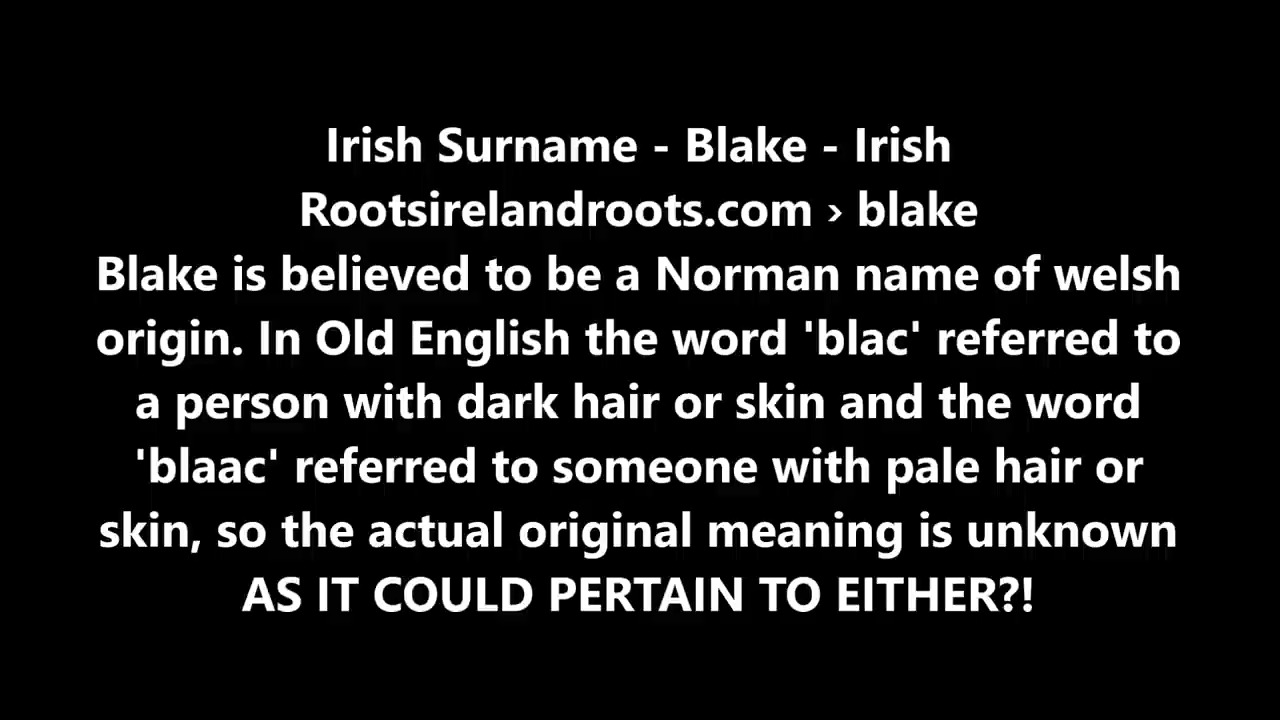 Irish Surname - Blake - Irish
Rootsirelandroots.com › blake
Blake is believed to be a Norman name of welsh
origin. In Old English the word 'blac' referred to
a person with dark hair or skin and the word
'blaac' referred to someone with pale hair or
skin, so the actual original meaning is unknown
AS IT COULD PERTAIN TO EITHER?!